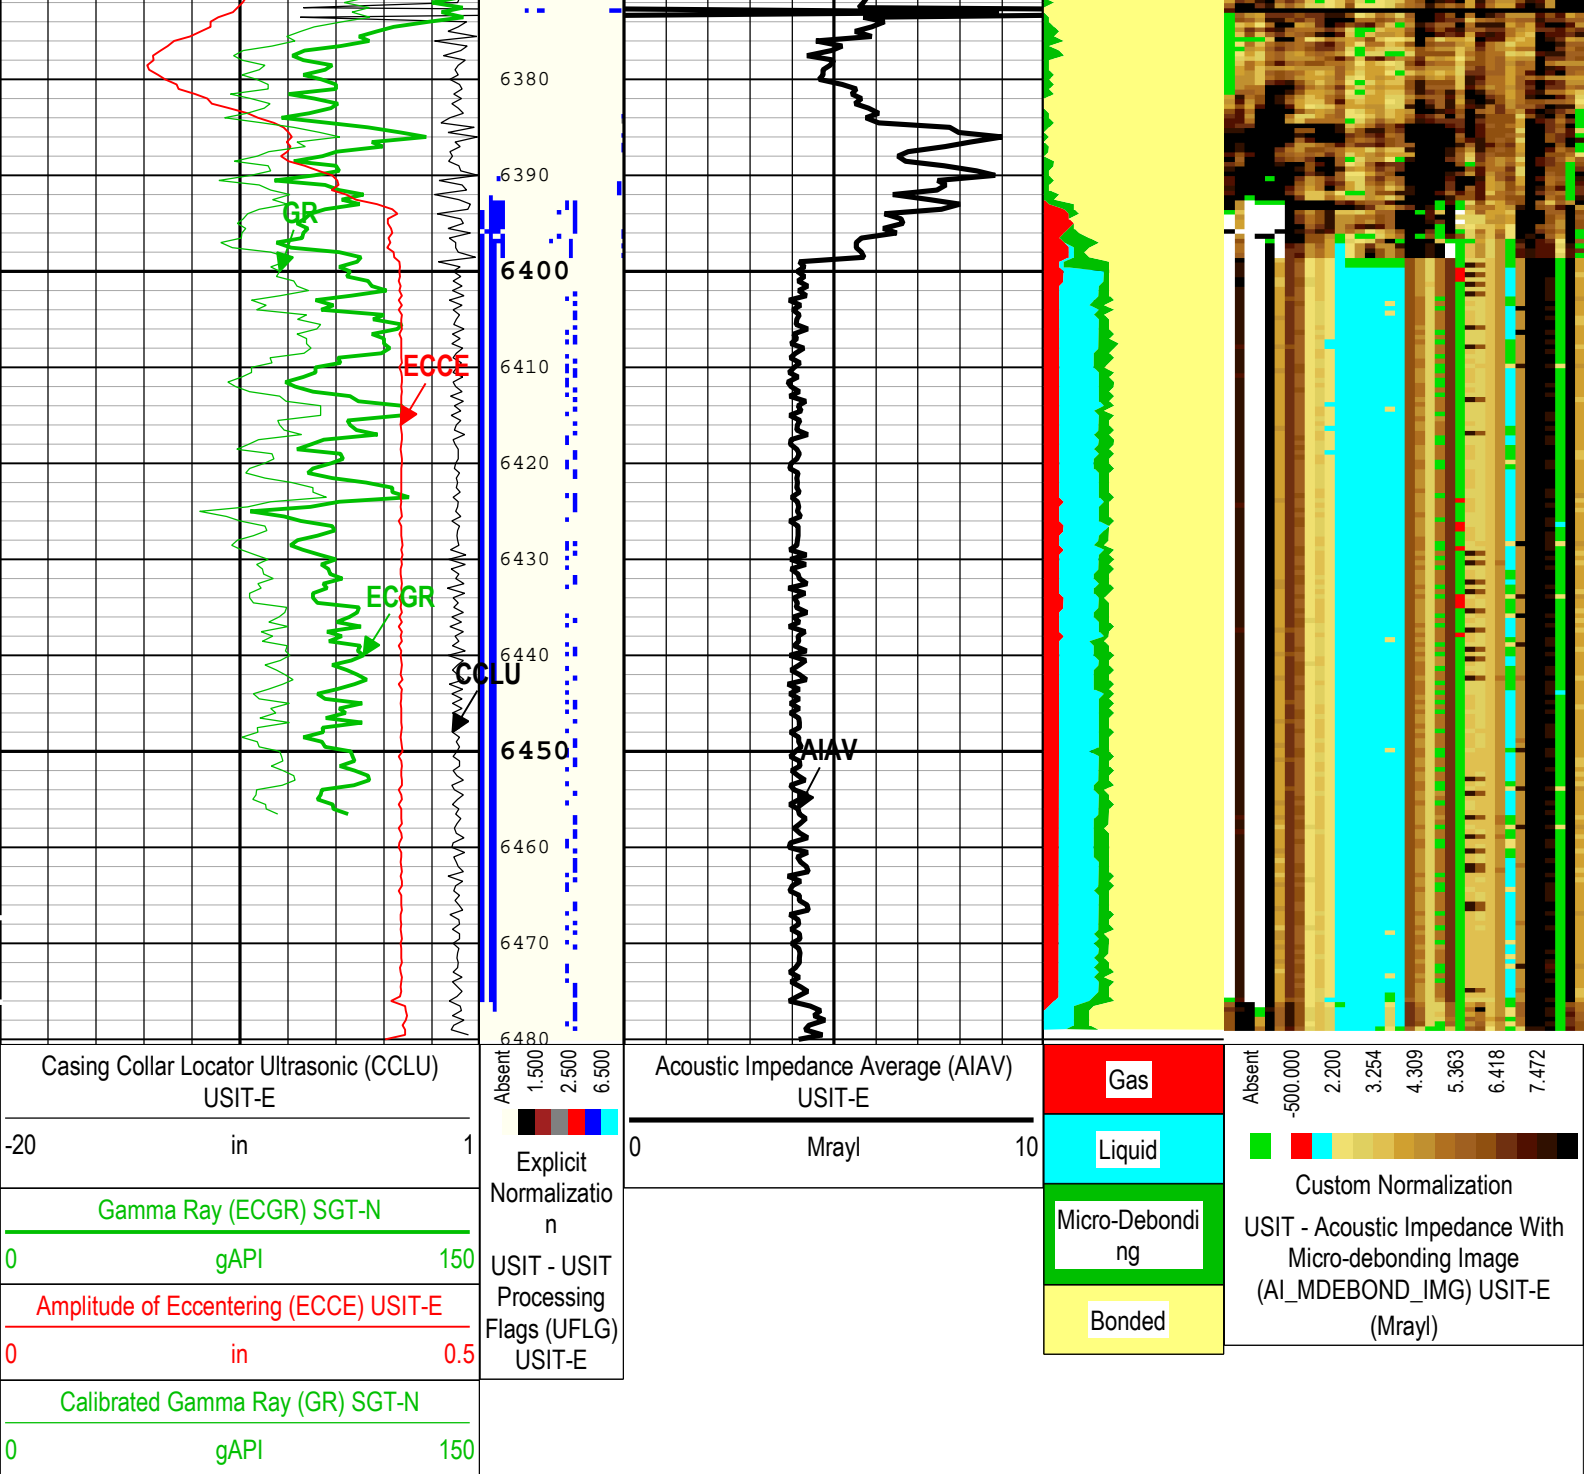 6380
6390
GR
6400
ECCE
6410
6420
6430
ECGR
6440
CCLU
6450
AIAV
6460
6470
6480
Casing Collar Locator Ultrasonic (CCLU)
USIT-E
-20 in 1
Gamma Ray (ECGR) SGT-N
0 gAPI 150
Amplitude of Eccentering (ECCE) USIT-E
0 in 0.5
Calibrated Gamma Ray (GR) SGT-N
0 gAPI 150
Absent
1.500
2.500
6.500
Explicit
Normalizatio
n
USIT - USIT
Processing
Flags (UFLG)
USIT-E
Acoustic Impedance Average (AIAV)
USIT-E
0 Mrayl 10
Gas
Liquid
Micro-Debondi
ng
Bonded
Absent
-500.000
2.200
3.254
4.309
5.363
6.418
7.472
Custom Normalization
USIT - Acoustic Impedance With
Micro-debonding Image
(AI_MDEBOND_IMG) USIT-E
(Mrayl)